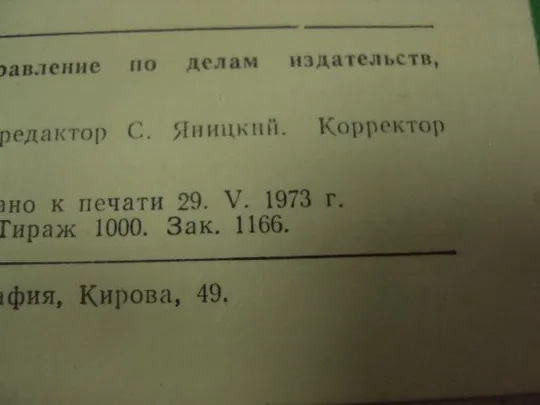 равление по делам издательств,
редактор С. Яницкий. Корректор
ано к печати 29. V. 1973 г.
Тираж 1000. Зак. 1166.
афия, Кирова, 49.